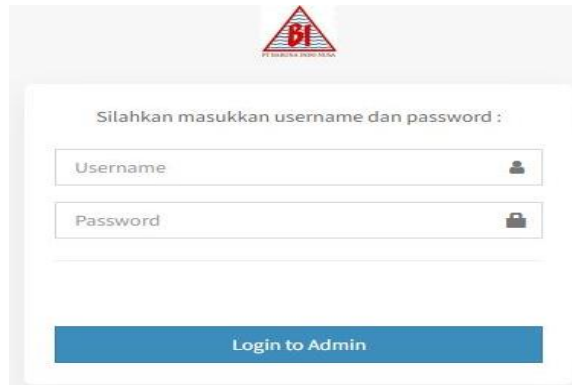 BI
Silahkan masukkan username dan password :
Username
Password
Login to Admin